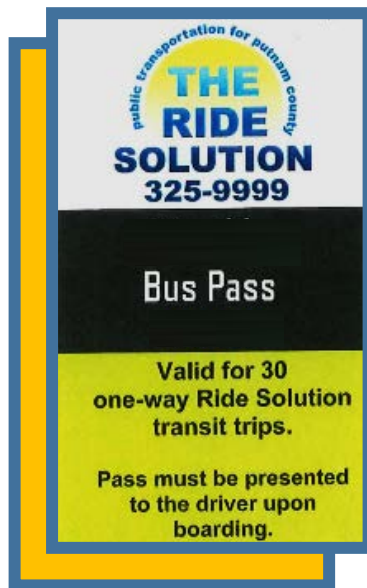 public transportation for putnam county
THE
RIDE
SOLUTION
325-9999
Bus Pass
Valid for 30
one-way Ride Solution
transit trips.
Pass must be presented
to the driver upon
boarding.